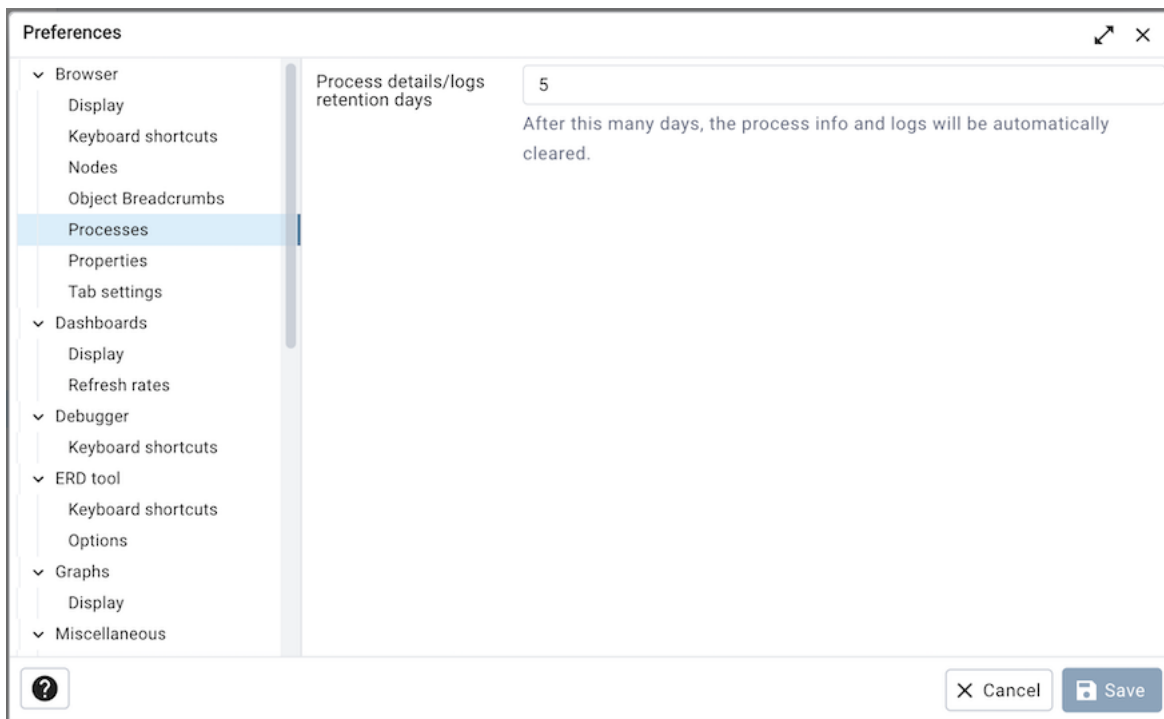 Preferences
Browser
Display
Keyboard shortcuts
Nodes
Object Breadcrumbs
Processes
Properties
Tab settings
Dashboards
Display
Refresh rates
Debugger
Keyboard shortcuts
ERD tool
Keyboard shortcuts
Options
Graphs
Display
Miscellaneous
Process details/logs
retention days
5
After this many days, the process info and logs will be automatically
cleared.
Cancel
Save